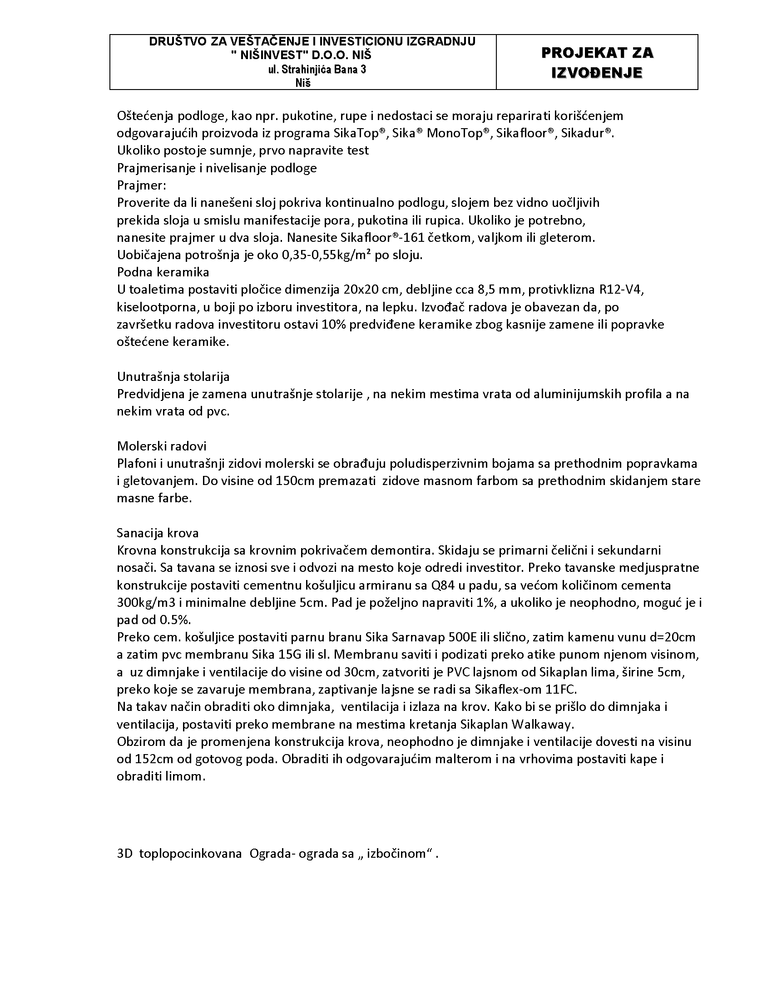 DRUŠTVO ZA VEŠTAČENJE I INVESTICIONU IZGRADNJU
" NIŠINVEST" D.O.O. NIŠ
ul. Strahinjića Bana 3
Niš
PROJEKAT ZA
IZVOĐENJE
Oštećenja podloge, kao npr. pukotine, rupe i nedostaci se moraju reparirati korišćenjem
odgovarajućih proizvoda iz programa SikaTop®, Sika® MonoTop®, Sikafloor®, Sikadur®.
Ukoliko postoje sumnje, prvo napravite test
Prajmerisanje i nivelisanje podloge
Prajmer:
Proverite da li nanešeni sloj pokriva kontinualno podlogu, slojem bez vidno uočljivih
prekida sloja u smislu manifestacije pora, pukotina ili rupica. Ukoliko je potrebno,
nanesite prajmer u dva sloja. Nanesite Sikafloor®-161 četkom, valjkom ili gleterom.
Uobičajena potrošnja je oko 0,35-0,55kg/m² po sloju.
Podna keramika
U toaletima postaviti pločice dimenzija 20x20 cm, debljine cca 8,5 mm, protivklizna R12-V4,
kiselootporna, u boji po izboru investitora, na lepku. Izvođač radova je obavezan da, po
završetku radova investitoru ostavi 10% predviđene keramike zbog kasnije zamene ili popravke
oštećene keramike.
Unutrašnja stolarija
Predvidjena je zamena unutrašnje stolarije , na nekim mestima vrata od aluminijumskih profila a na
nekim vrata od pvc.
Molerski radovi
Plafoni i unutrašnji zidovi molerski se obrađuju poludisperzivnim bojama sa prethodnim popravkama
i gletovanjem. Do visine od 150cm premazati  zidove masnom farbom sa prethodnim skidanjem stare
masne farbe.
Sanacija krova
Krovna konstrukcija sa krovnim pokrivačem demontira. Skidaju se primarni čelični i sekundarni
nosači. Sa tavana se iznosi sve i odvozi na mesto koje odredi investitor. Preko tavanske medjuspratne
konstrukcije postaviti cementnu košuljicu armiranu sa Q84 u padu, sa većom količinom cementa
300kg/m3 i minimalne debljine 5cm. Pad je poželjno napraviti 1%, a ukoliko je neophodno, moguć je i
pad od 0.5%.
Preko cem. košuljice postaviti parnu branu Sika Sarnavap 500E ili slično, zatim kamenu vunu d=20cm
a zatim pvc membranu Sika 15G ili sl. Membranu saviti i podizati preko atike punom njenom visinom,
a  uz dimnjake i ventilacije do visine od 30cm, zatvoriti je PVC lajsnom od Sikaplan lima, širine 5cm,
preko koje se zavaruje membrana, zaptivanje lajsne se radi sa Sikaflex-om 11FC.
Na takav način obraditi oko dimnjaka,  ventilacija i izlaza na krov. Kako bi se prišlo do dimnjaka i
ventilacija, postaviti preko membrane na mestima kretanja Sikaplan Walkaway.
Obzirom da je promenjena konstrukcija krova, neophodno je dimnjake i ventilacije dovesti na visinu
od 152cm od gotovog poda. Obraditi ih odgovarajućim malterom i na vrhovima postaviti kape i
obraditi limom.
3D  toplopocinkovana  Ograda- ograda sa „ izbočinom“ .